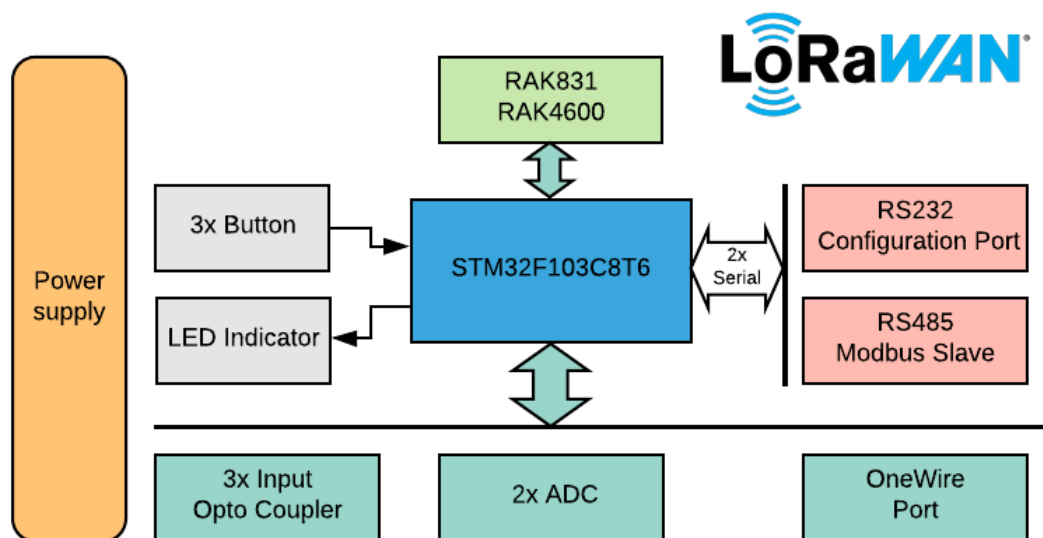 LoRaWAN®
RAK831
RAK4600
3x Button
STM32F103C8T6
2x
Serial
RS232
Configuration Port
Power
supply
LED Indicator
RS485
Modbus Slave
3x Input
Opto Coupler
2x ADC
OneWire
Port